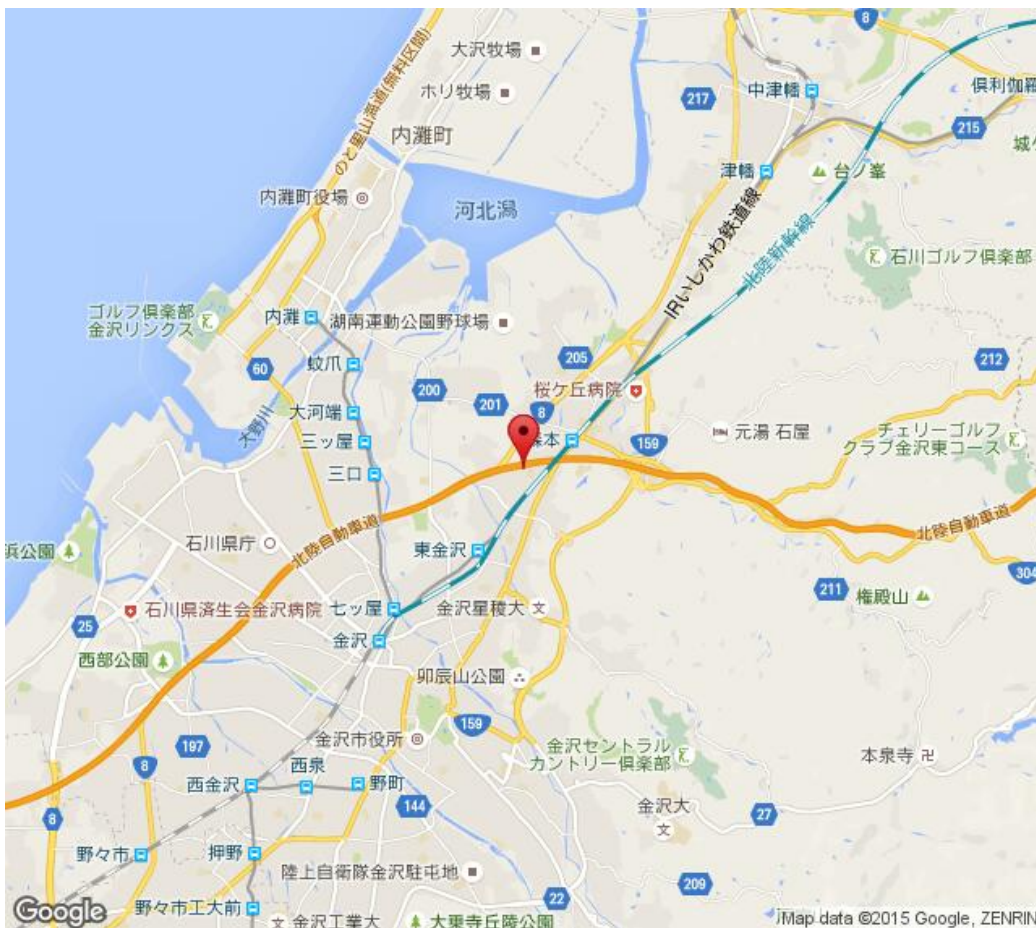 8
大沢牧場
ホリ牧場
217
中津幡
倶利伽羅
215
のと里山海道(無料区間)
内灘町
津幡
台ノ峯
内灘町役場
河北潟
IRいしかわ鉄道線
北陸新幹線
石川ゴルフ倶楽部
ゴルフ倶楽部
金沢リンクス
内灘
湖南運動公園野球場
蚊爪
60
205
212
200
201
桜ケ丘病院
大河端
8
大野川
三ッ屋
森本
159
元湯 石屋
チェリーゴルフ
クラブ金沢東コース
三口
石川県庁
北陸自動車道
北陸自動車道
浜公園
東金沢
304
211
権殿山
石川県済生会金沢病院
七ッ屋
金沢星稜大
25
金沢
西部公園
卯辰山公園
159
197
金沢市役所
金沢セントラル
カントリー倶楽部
本泉寺
8
西金沢
西泉
野町
144
金沢大
27
8
野々市
押野
陸上自衛隊金沢駐屯地
209
22
Google
野々市工大前
金沢工業大
大乗寺丘陵公園
Map data ©2015 Google, ZENRIN